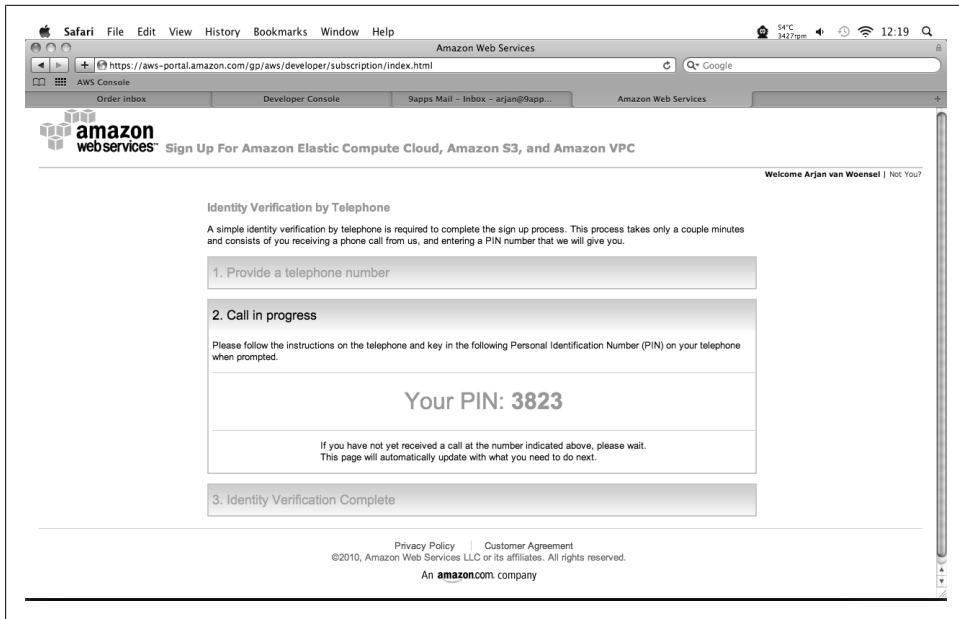 Safari File Edit View History Bookmarks Window Help 54°C 3427rpm 12:19
Amazon Web Services
https://aws-portal.amazon.com/gp/aws/developer/subscription/index.html Google
AWS Console
Order inbox Developer Console 9apps Mail – Inbox – arjan@9app... Amazon Web Services
amazon
webservices™ Sign Up For Amazon Elastic Compute Cloud, Amazon S3, and Amazon VPC
Welcome Arjan van Woensel | Not You?
Identity Verification by Telephone
A simple identity verification by telephone is required to complete the sign up process. This process takes only a couple minutes
and consists of you receiving a phone call from us, and entering a PIN number that we will give you.
1. Provide a telephone number
2. Call in progress
Please follow the instructions on the telephone and key in the following Personal Identification Number (PIN) on your telephone
when prompted.
Your PIN: 3823
If you have not yet received a call at the number indicated above, please wait.
This page will automatically update with what you need to do next.
3. Identity Verification Complete
Privacy Policy | Customer Agreement
©2010, Amazon Web Services LLC or its affiliates. All rights reserved.
An amazon.com. company